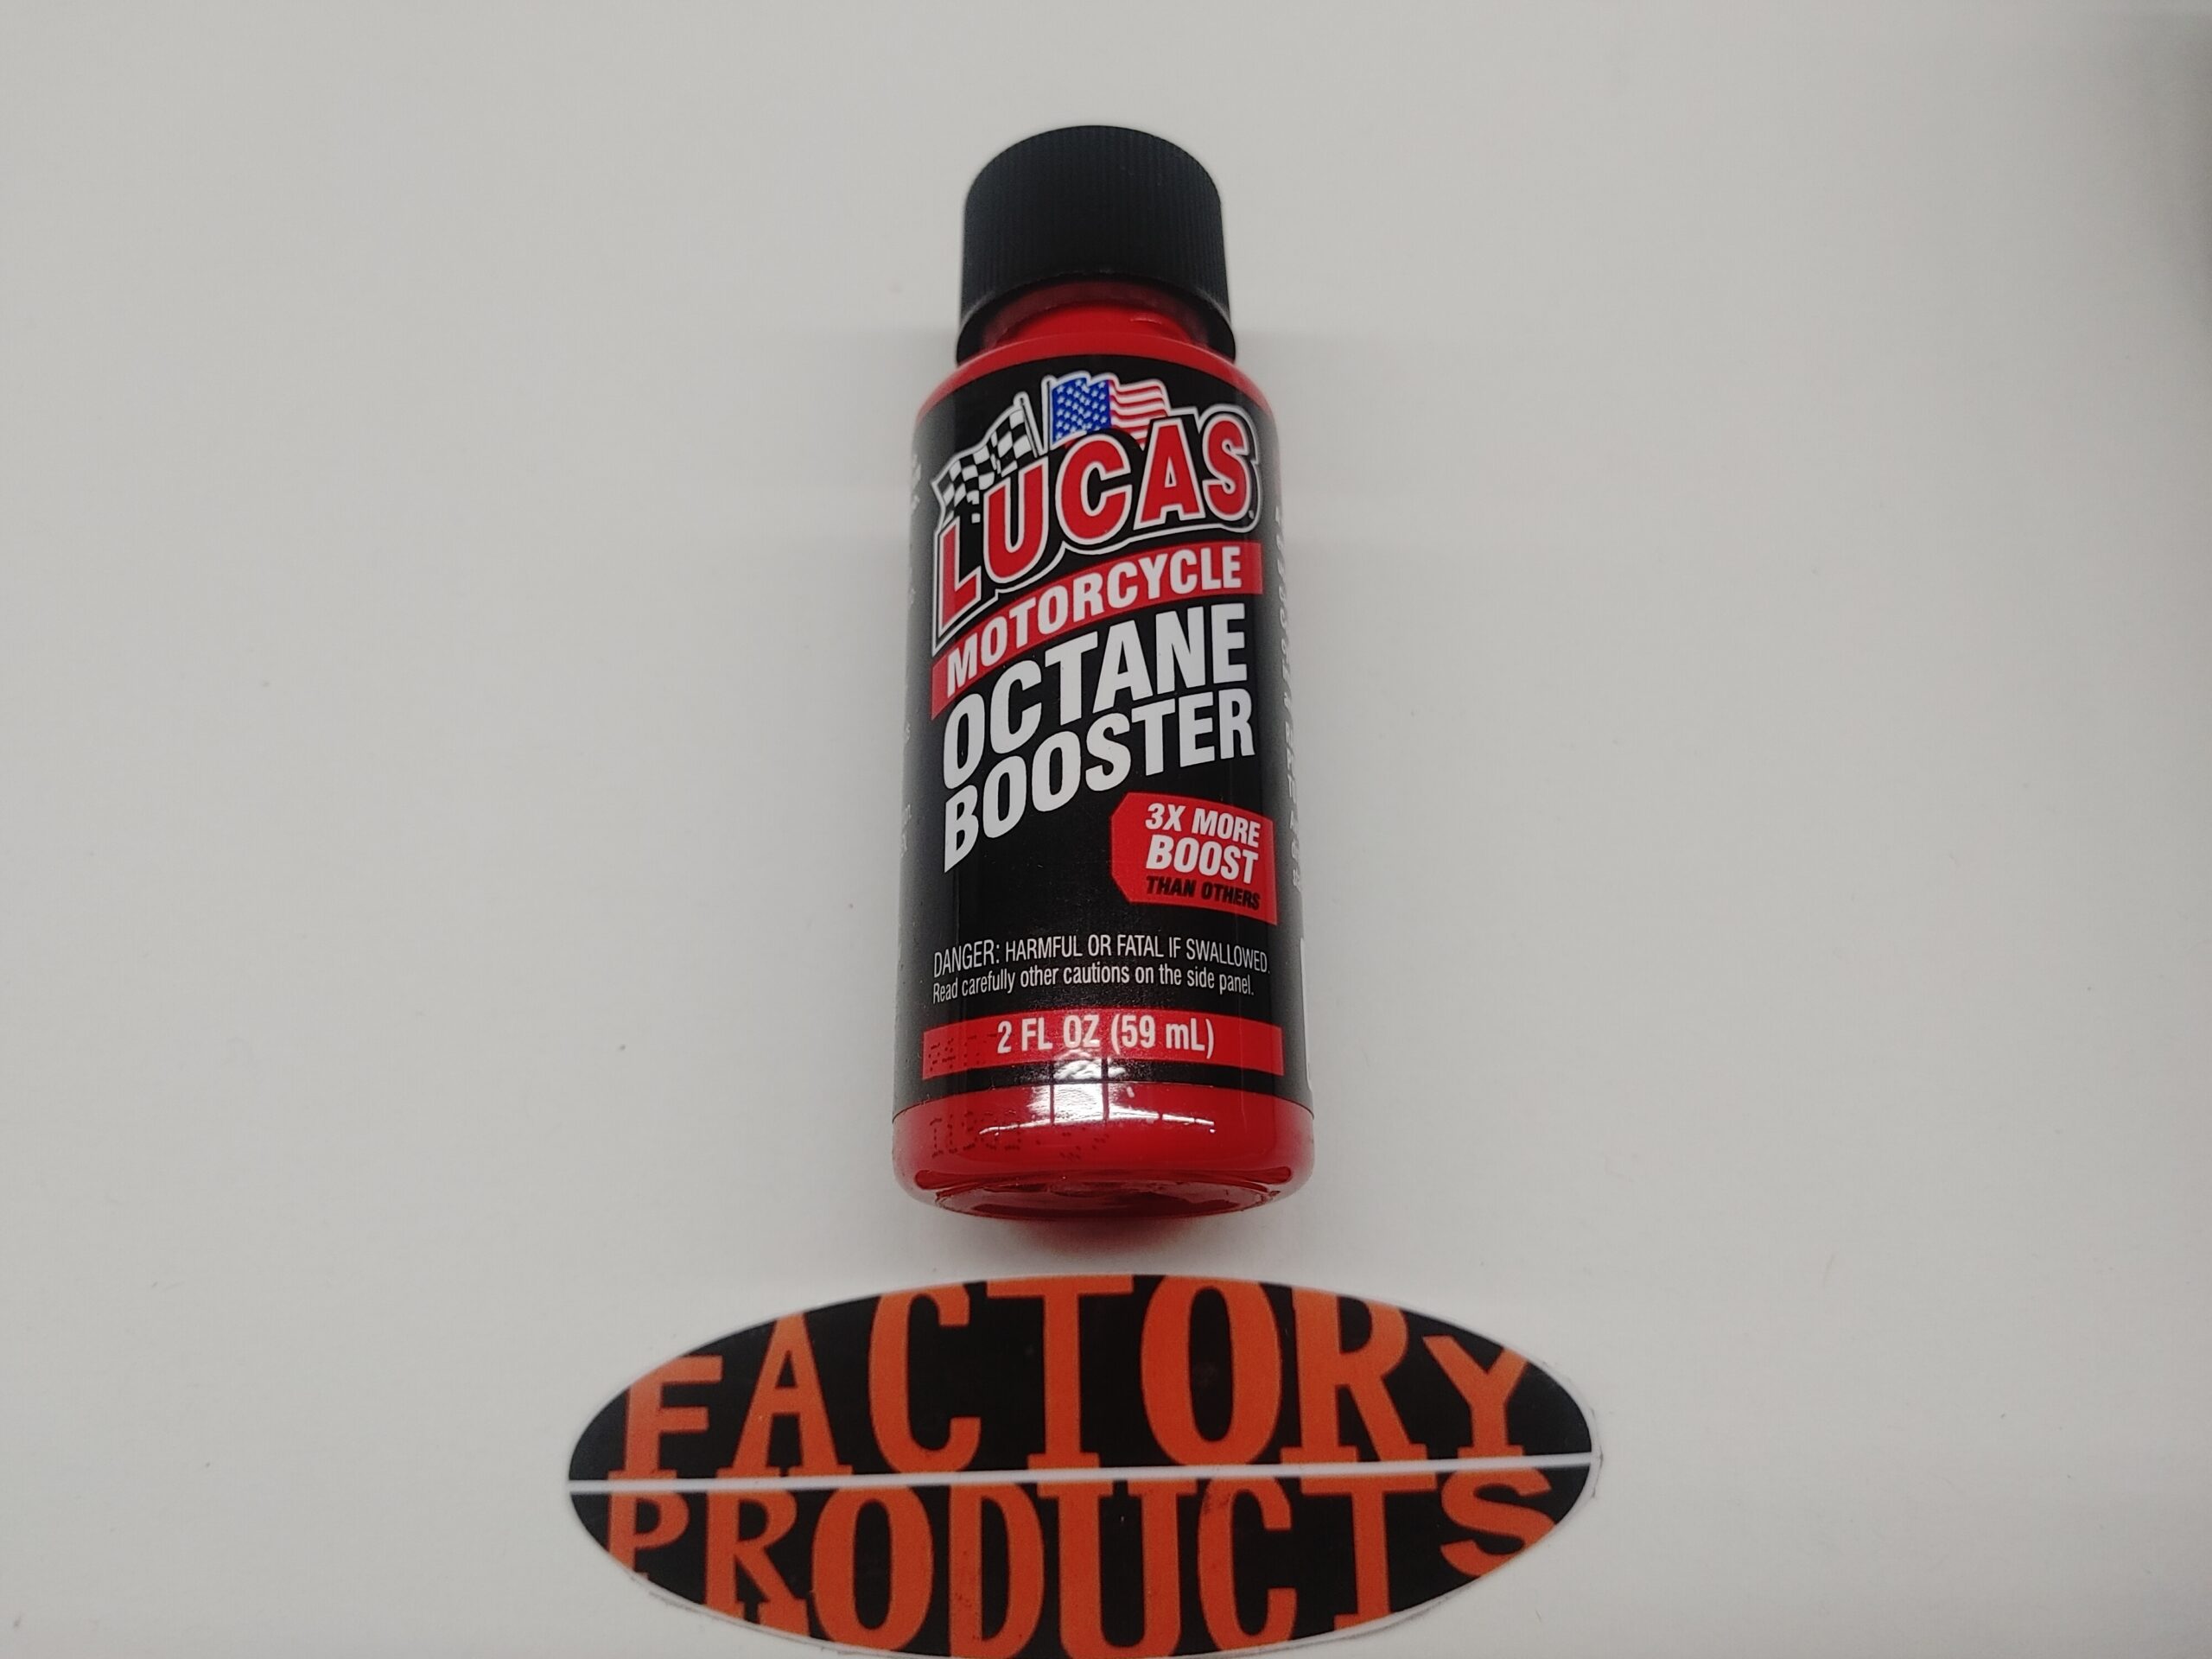 LUCAS
MOTORCYCLE
OCTANE
BOOSTER
3X MORE
BOOST
THAN OTHERS
DANGER: HARMFUL OR FATAL IF SWALLOWED.
Read carefully other cautions on the side panel.
2 FL OZ (59 mL)
FACTORY
PRODUCTS